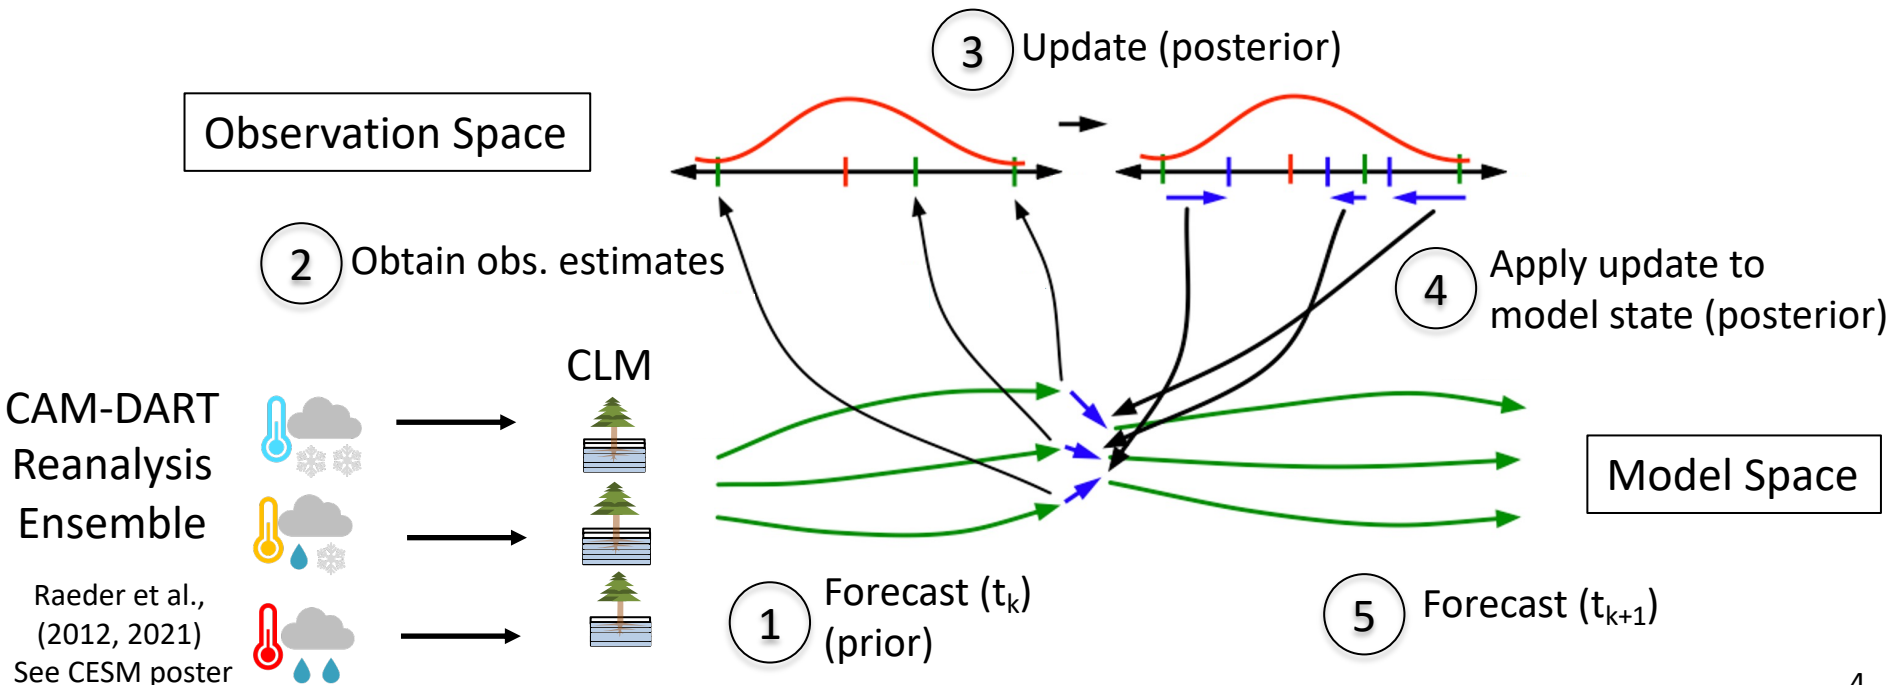 3 Update (posterior)
Observation Space
2 Obtain obs. estimates
4 Apply update to
model state (posterior)
CLM
CAM-DART
Reanalysis
Ensemble
Raeder et al.,
(2012, 2021)
See CESM poster
Model Space
1 Forecast (tₖ)
(prior)
5 Forecast (tₖ₊₁)
4